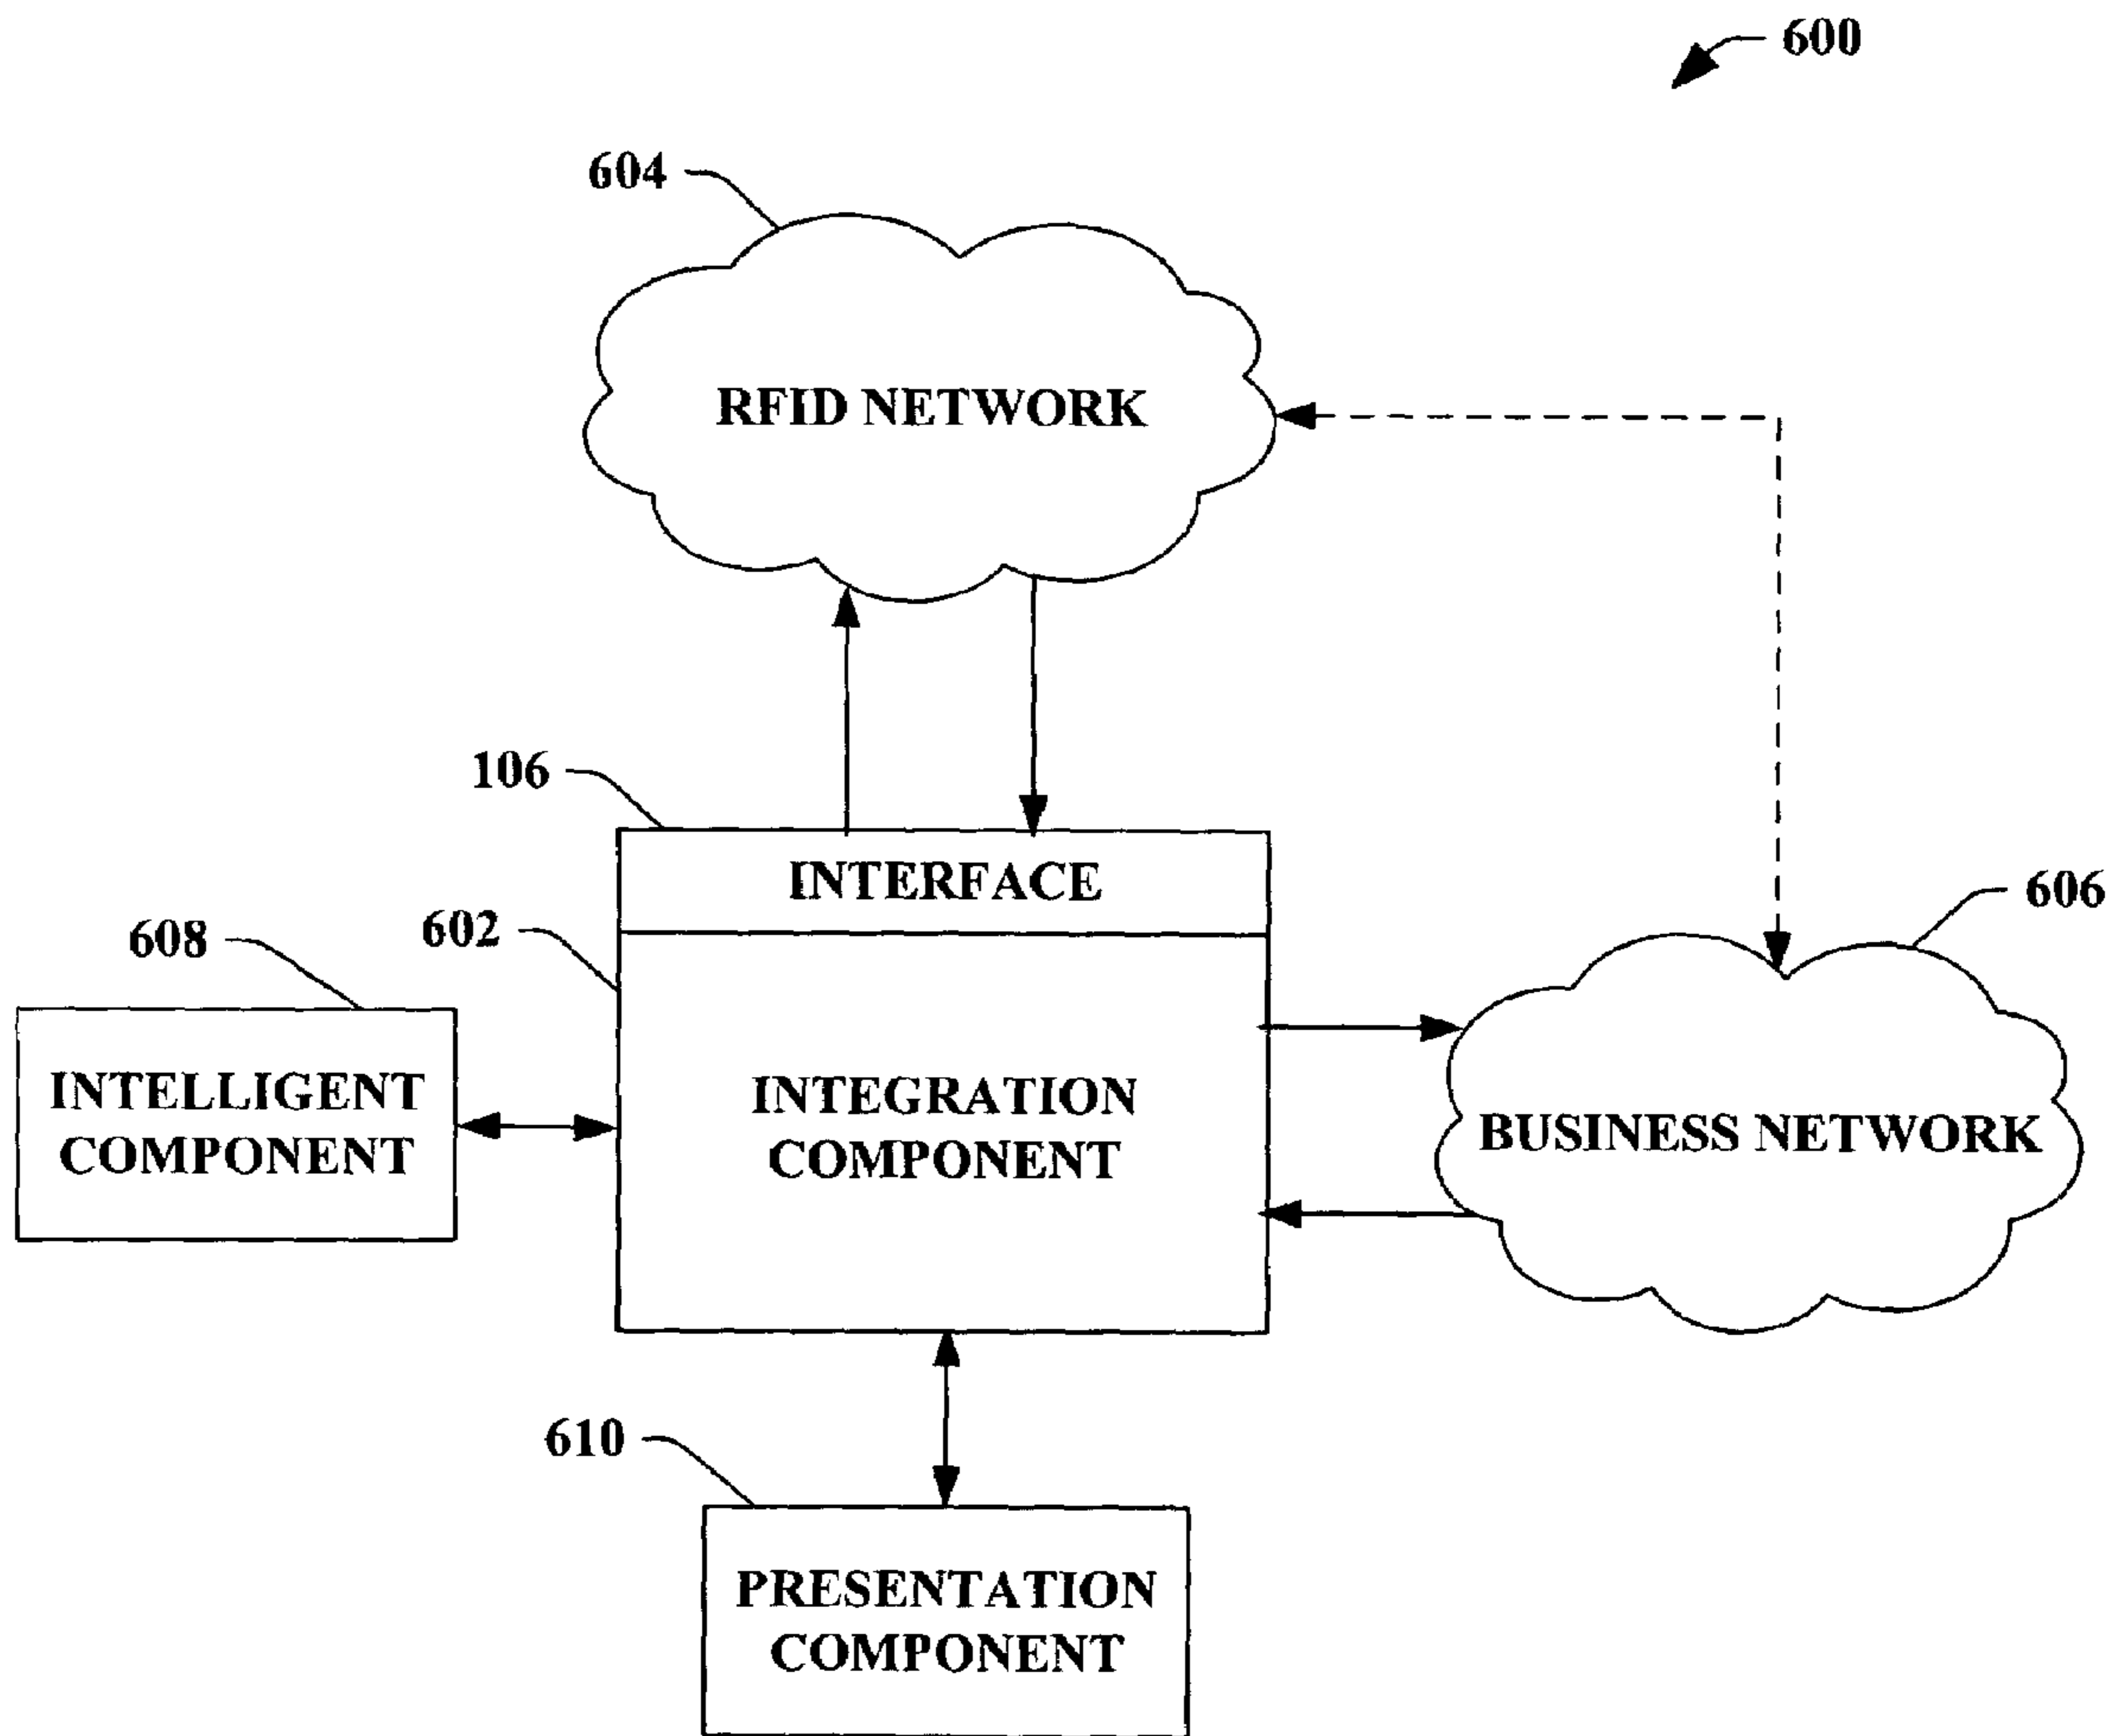 600
604
RFID NETWORK
106
INTERFACE
602
606
608
INTELLIGENT
COMPONENT
INTEGRATION
COMPONENT
BUSINESS NETWORK
610
PRESENTATION
COMPONENT